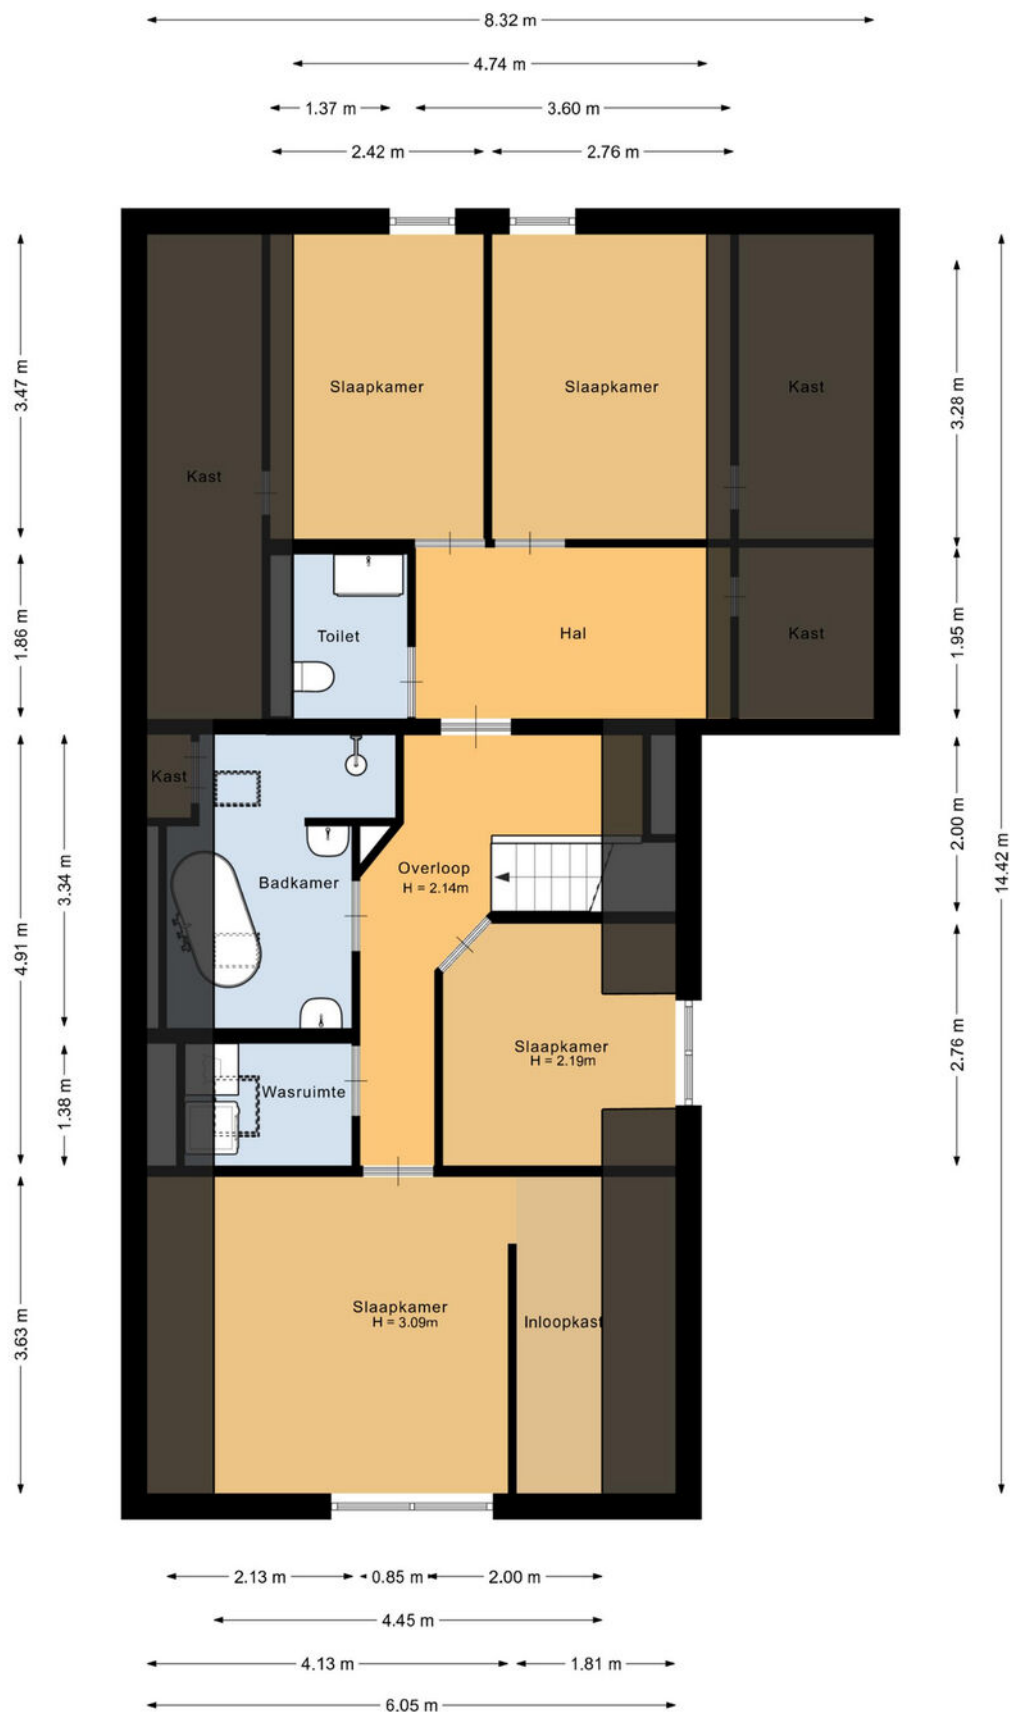 8.32 m
4.74 m
1.37 m
3.60 m
2.42 m
2.76 m
3.47 m
1.86 m
4.91 m
3.34 m
1.38 m
3.63 m
3.28 m
1.95 m
2.00 m
2.76 m
14.42 m
Slaapkamer
Slaapkamer
Kast
Kast
Toilet
Hal
Kast
Kast
Overloop
H = 2.14m
Badkamer
Slaapkamer
H = 2.19m
Wasruimte
Slaapkamer
H = 3.09m
Inloopkast
2.13 m
0.85 m
2.00 m
4.45 m
4.13 m
1.81 m
6.05 m